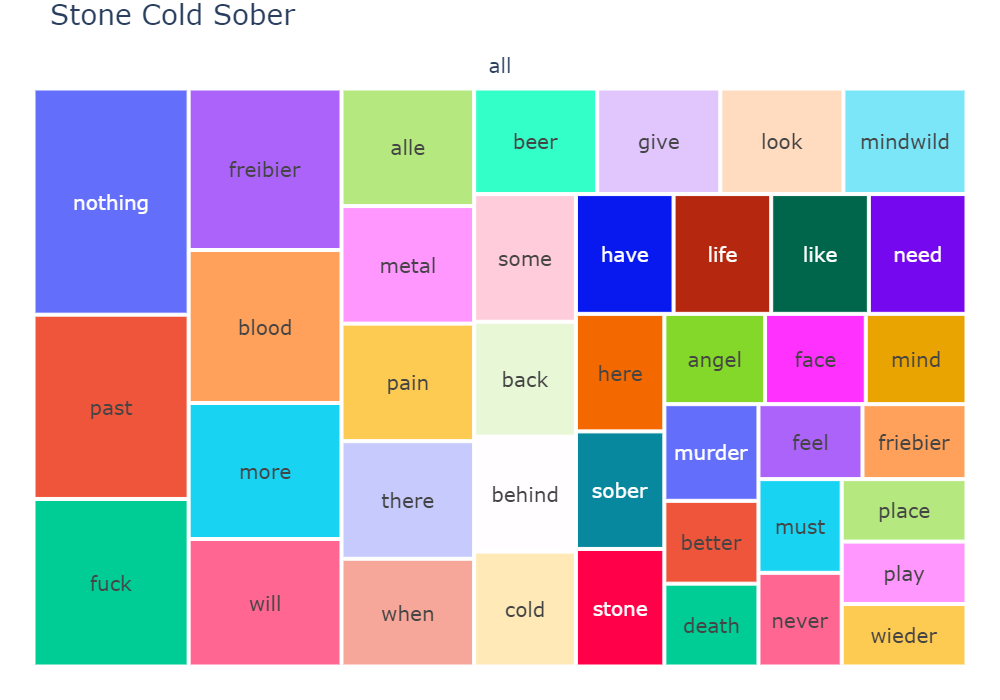 Stone Cold Sober
all
nothing
past
fuck
freibier
blood
more
will
alle
metal
pain
there
when
beer
give
look
mindwild
some
back
behind
cold
have
life
like
need
here
sober
stone
angel
face
mind
murder
better
death
feel
friebier
must
never
place
play
wieder